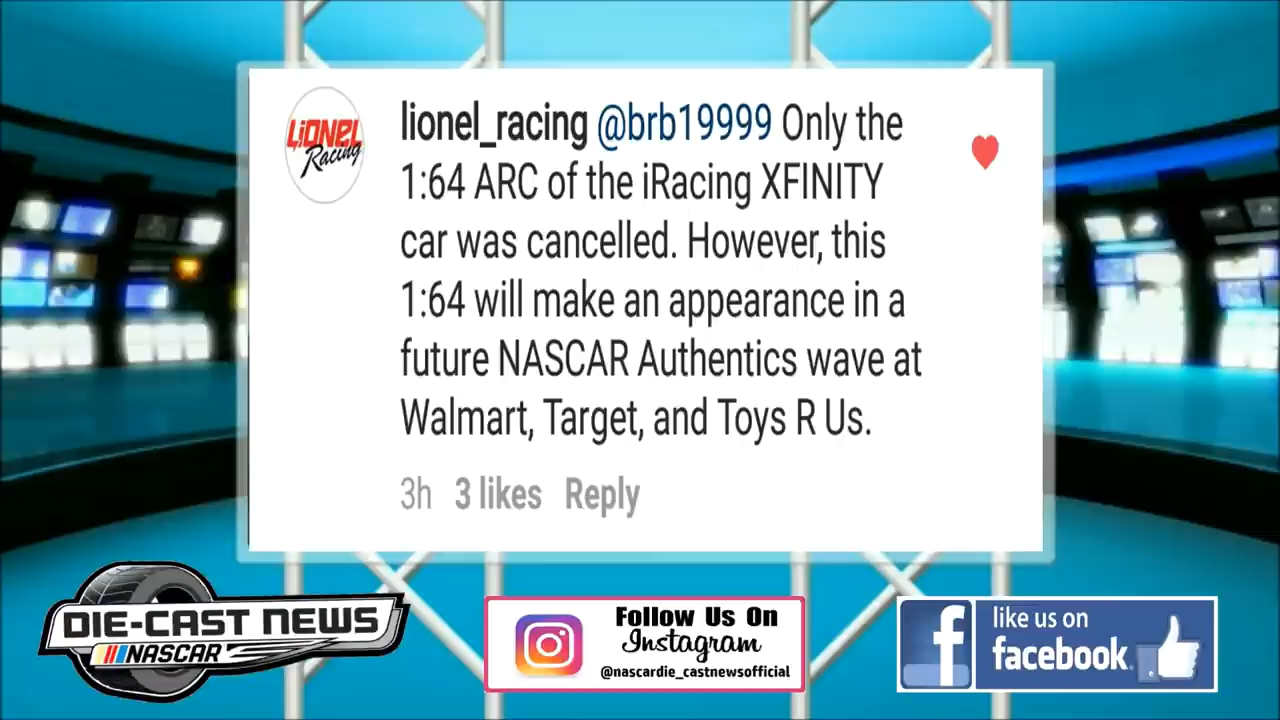 LiONEL
Racing
lionel_racing @brb19999 Only the
1:64 ARC of the iRacing XFINITY
car was cancelled. However, this
1:64 will make an appearance in a
future NASCAR Authentics wave at
Walmart, Target, and Toys R Us.
3h 3 likes Reply
DIE-CAST NEWS
NASCAR
Follow Us On
Instagram
@nascardie_castnewsofficial
f
like us on
facebook